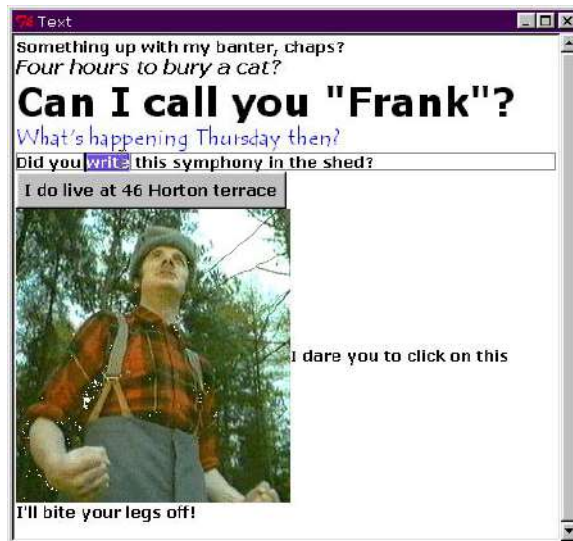 Text
Something up with my banter, chaps?
Four hours to bury a cat?
Can I call you "Frank"?
What's happening Thursday then?
Did you write this symphony in the shed?
I do live at 46 Horton terrace
I dare you to click on this
I'll bite your legs off!